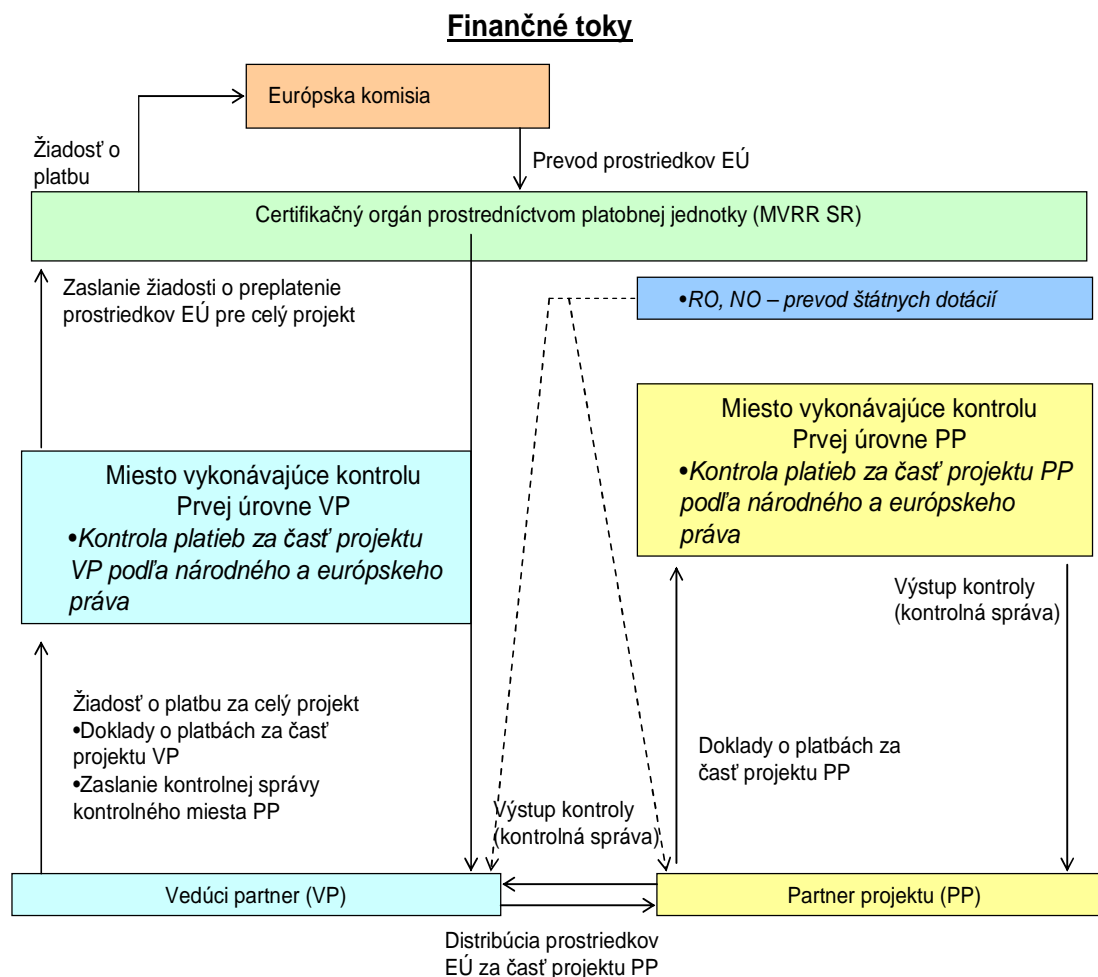 Finančné toky
Európska komisia
Žiadosť o
platbu
Prevod prostriedkov EÚ
Certifikačný orgán prostredníctvom platobnej jednotky (MVRR SR)
Zaslanie žiadosti o preplatenie
prostriedkov EÚ pre celý projekt
•RO, NO – prevod štátnych dotácií
Miesto vykonávajúce kontrolu
Prvej úrovne PP
•Kontrola platieb za časť projektu PP
podľa národného a európskeho
práva
Miesto vykonávajúce kontrolu
Prvej úrovne VP
•Kontrola platieb za časť projektu
VP podľa národného a európskeho
práva
Výstup kontroly
(kontrolná správa)
Žiadosť o platbu za celý projekt
•Doklady o platbách za časť
projektu VP
•Zaslanie kontrolnej správy
kontrolného miesta PP
Doklady o platbách za
časť projektu PP
Výstup kontroly
(kontrolná správa)
Vedúci partner (VP)
Partner projektu (PP)
Distribúcia prostriedkov
EÚ za časť projektu PP